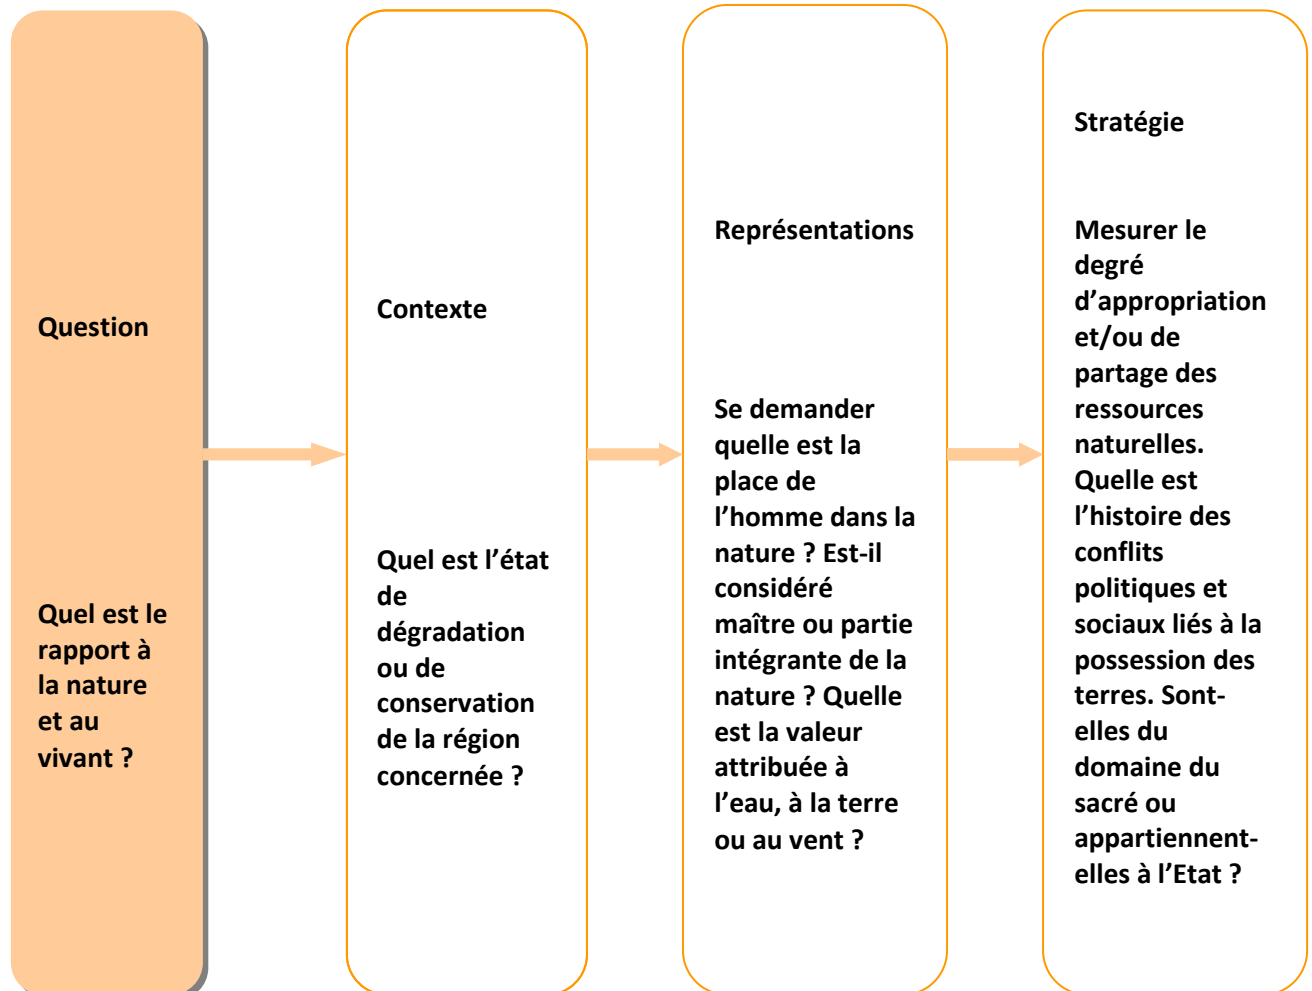 Question
Quel est le
rapport à
la nature
et au
vivant ?
Contexte
Quel est l’état
de
dégradation
ou de
conservation
de la région
concernée ?
Représentations
Se demander
quelle est la
place de
l’homme dans la
nature ? Est-il
considéré
maître ou partie
intégrante de la
nature ? Quelle
est la valeur
attribuée à
l’eau, à la terre
ou au vent ?
Stratégie
Mesurer le
degré
d’appropriation
et/ou de
partage des
ressources
naturelles.
Quelle est
l’histoire des
conflits
politiques et
sociaux liés à la
possession des
terres. Sont-
elles du
domaine du
sacré ou
appartiennent-
elles à l’Etat ?